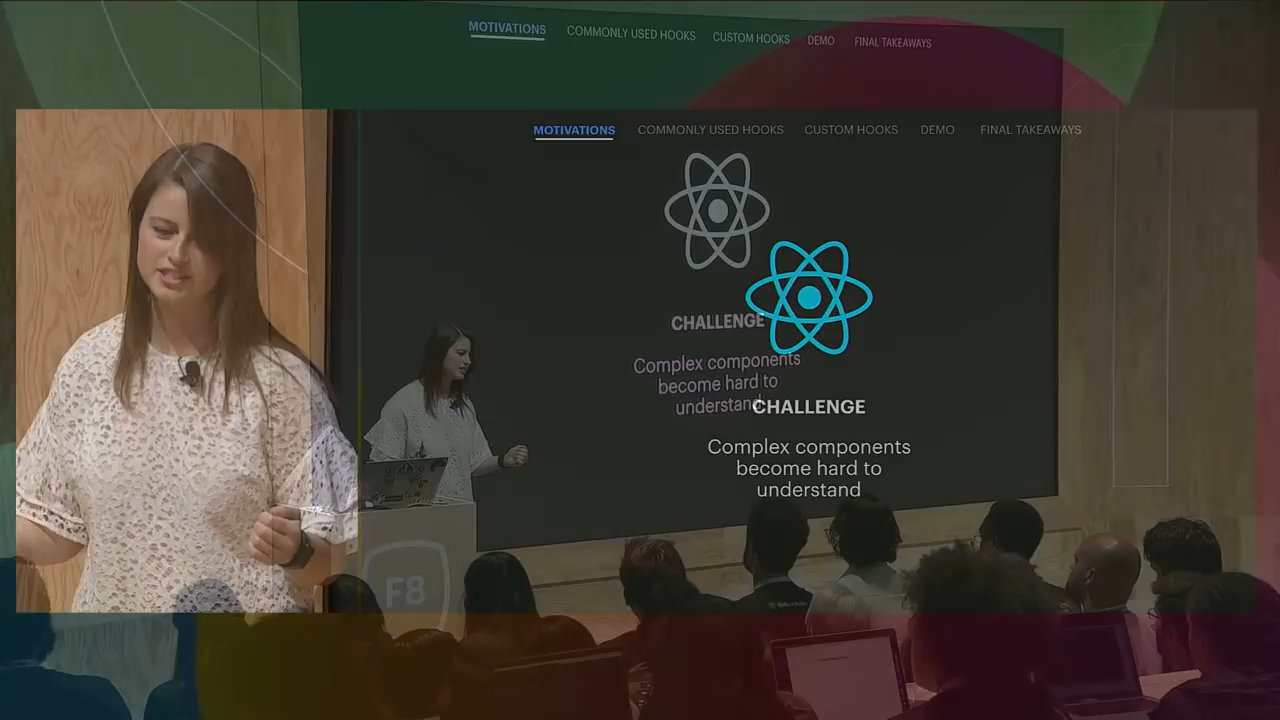 MOTIVATIONS COMMONLY USED HOOKS CUSTOM HOOKS DEMO FINAL TAKEAWAYS
MOTIVATIONS COMMONLY USED HOOKS CUSTOM HOOKS DEMO FINAL TAKEAWAYS
CHALLENGE
Complex components
become hard to
understand
CHALLENGE
Complex components
become hard to
understand
F8